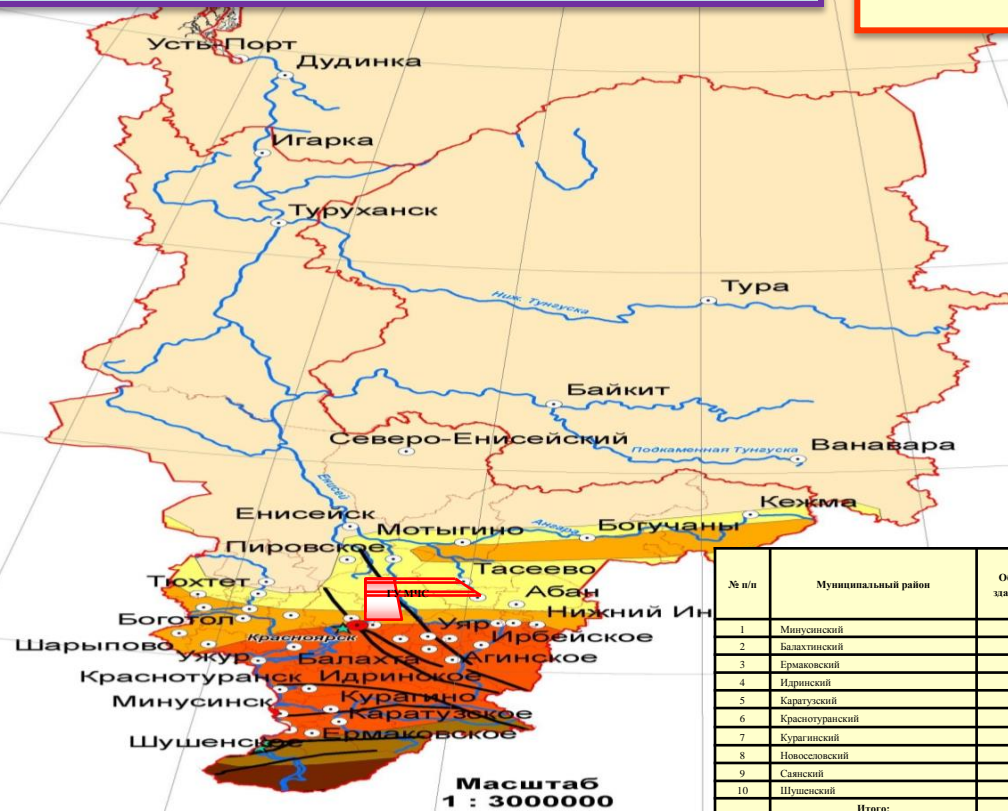 Усть-Порт
Дудинка
Игарка
Туруханск
Тура
Ниж. Тунгуска
Байкит
Северо-Енисейский
Подкаменная Тунгуска
Ванавара
Енисей
Кежма
Енисейск
Мотыгино
Ангара
Богучаны
Пировское
Тасеево
Тюхтет
ГУ МЧС
Абан
Нижний Ин
Боготол
Уяр
Красноярск
Ирбейское
Шарыпово
Ужур
Балахта
Агинское
Краснотуранск
Идринское
Минусинск
Курагино
Каратузское
Шушенское
Ермаковское
Масштаб
1 : 3000000
№ п/п Муниципальный район
1 Минусинский
2 Балахтинский
3 Ермаковский
4 Идринский
5 Каратузский
6 Краснотуранский
7 Курагинский
8 Новоселовский
9 Саянский
10 Шушенский
Итого: